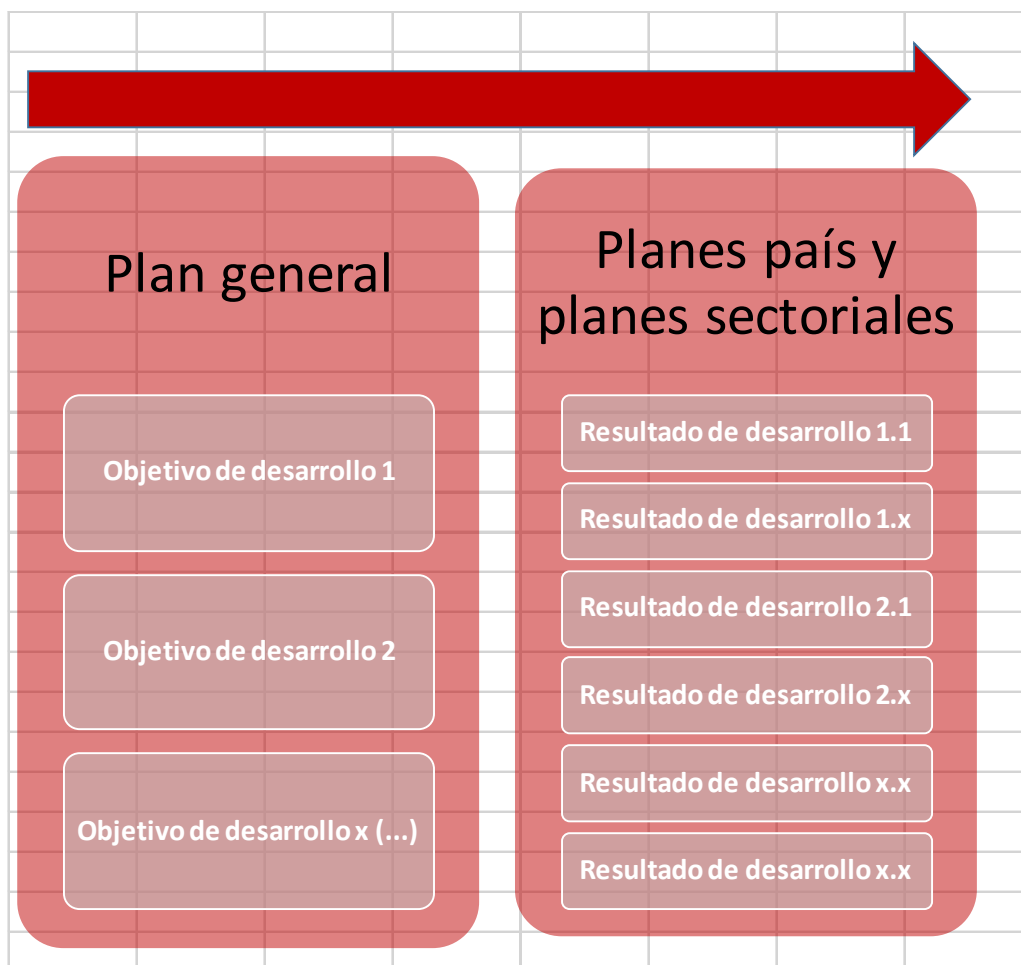 Plan general
Objetivo de desarrollo 1
Objetivo de desarrollo 2
Objetivo de desarrollo x (...)
Planes país y
planes sectoriales
Resultado de desarrollo 1.1
Resultado de desarrollo 1.x
Resultado de desarrollo 2.1
Resultado de desarrollo 2.x
Resultado de desarrollo x.x
Resultado de desarrollo x.x